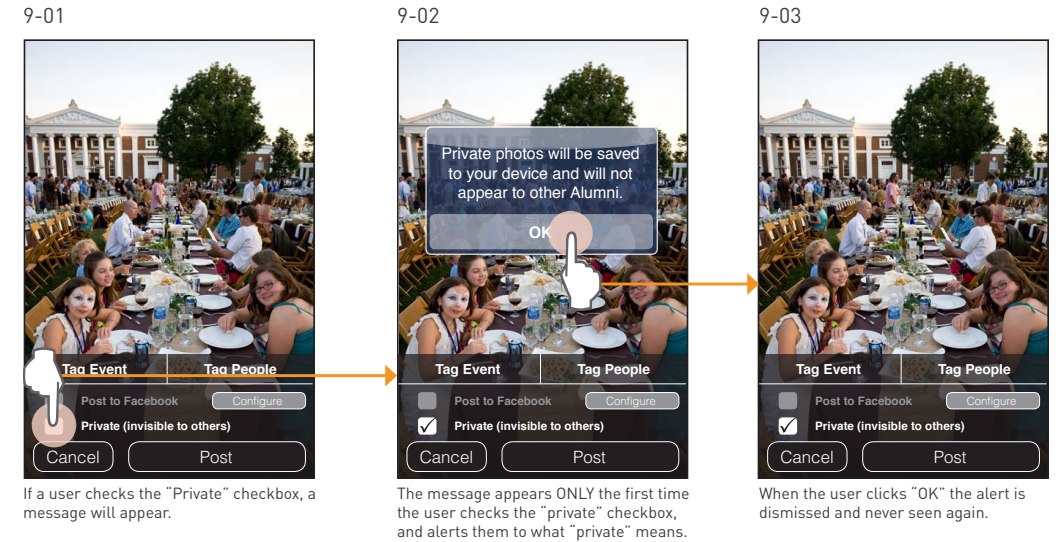 9-01
Tag Event
Tag People
Post to Facebook
Configure
Private (invisible to others)
Cancel
Post
If a user checks the “Private” checkbox, a
message will appear.
9-02
Private photos will be saved
to your device and will not
appear to other Alumni.
OK
Tag Event
Tag People
Post to Facebook
Configure
Private (invisible to others)
Cancel
Post
The message appears ONLY the first time
the user checks the “private” checkbox,
and alerts them to what “private” means.
9-03
Tag Event
Tag People
Post to Facebook
Configure
Private (invisible to others)
Cancel
Post
When the user clicks “OK” the alert is
dismissed and never seen again.